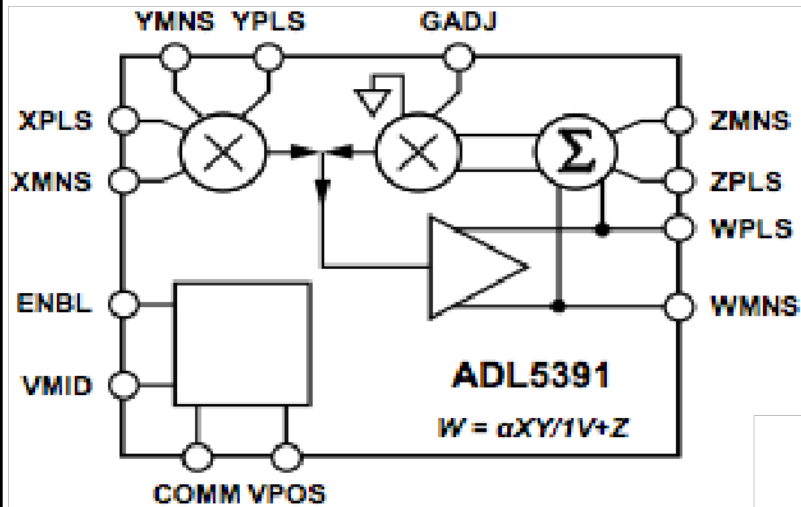 YMNS YPLS GADJ
XPLS
ZMNS
XMNS
ZPLS
Σ
WPLS
ENBL
WMNS
VMID
ADL5391
W = αXY/1V+Z
COMM VPOS